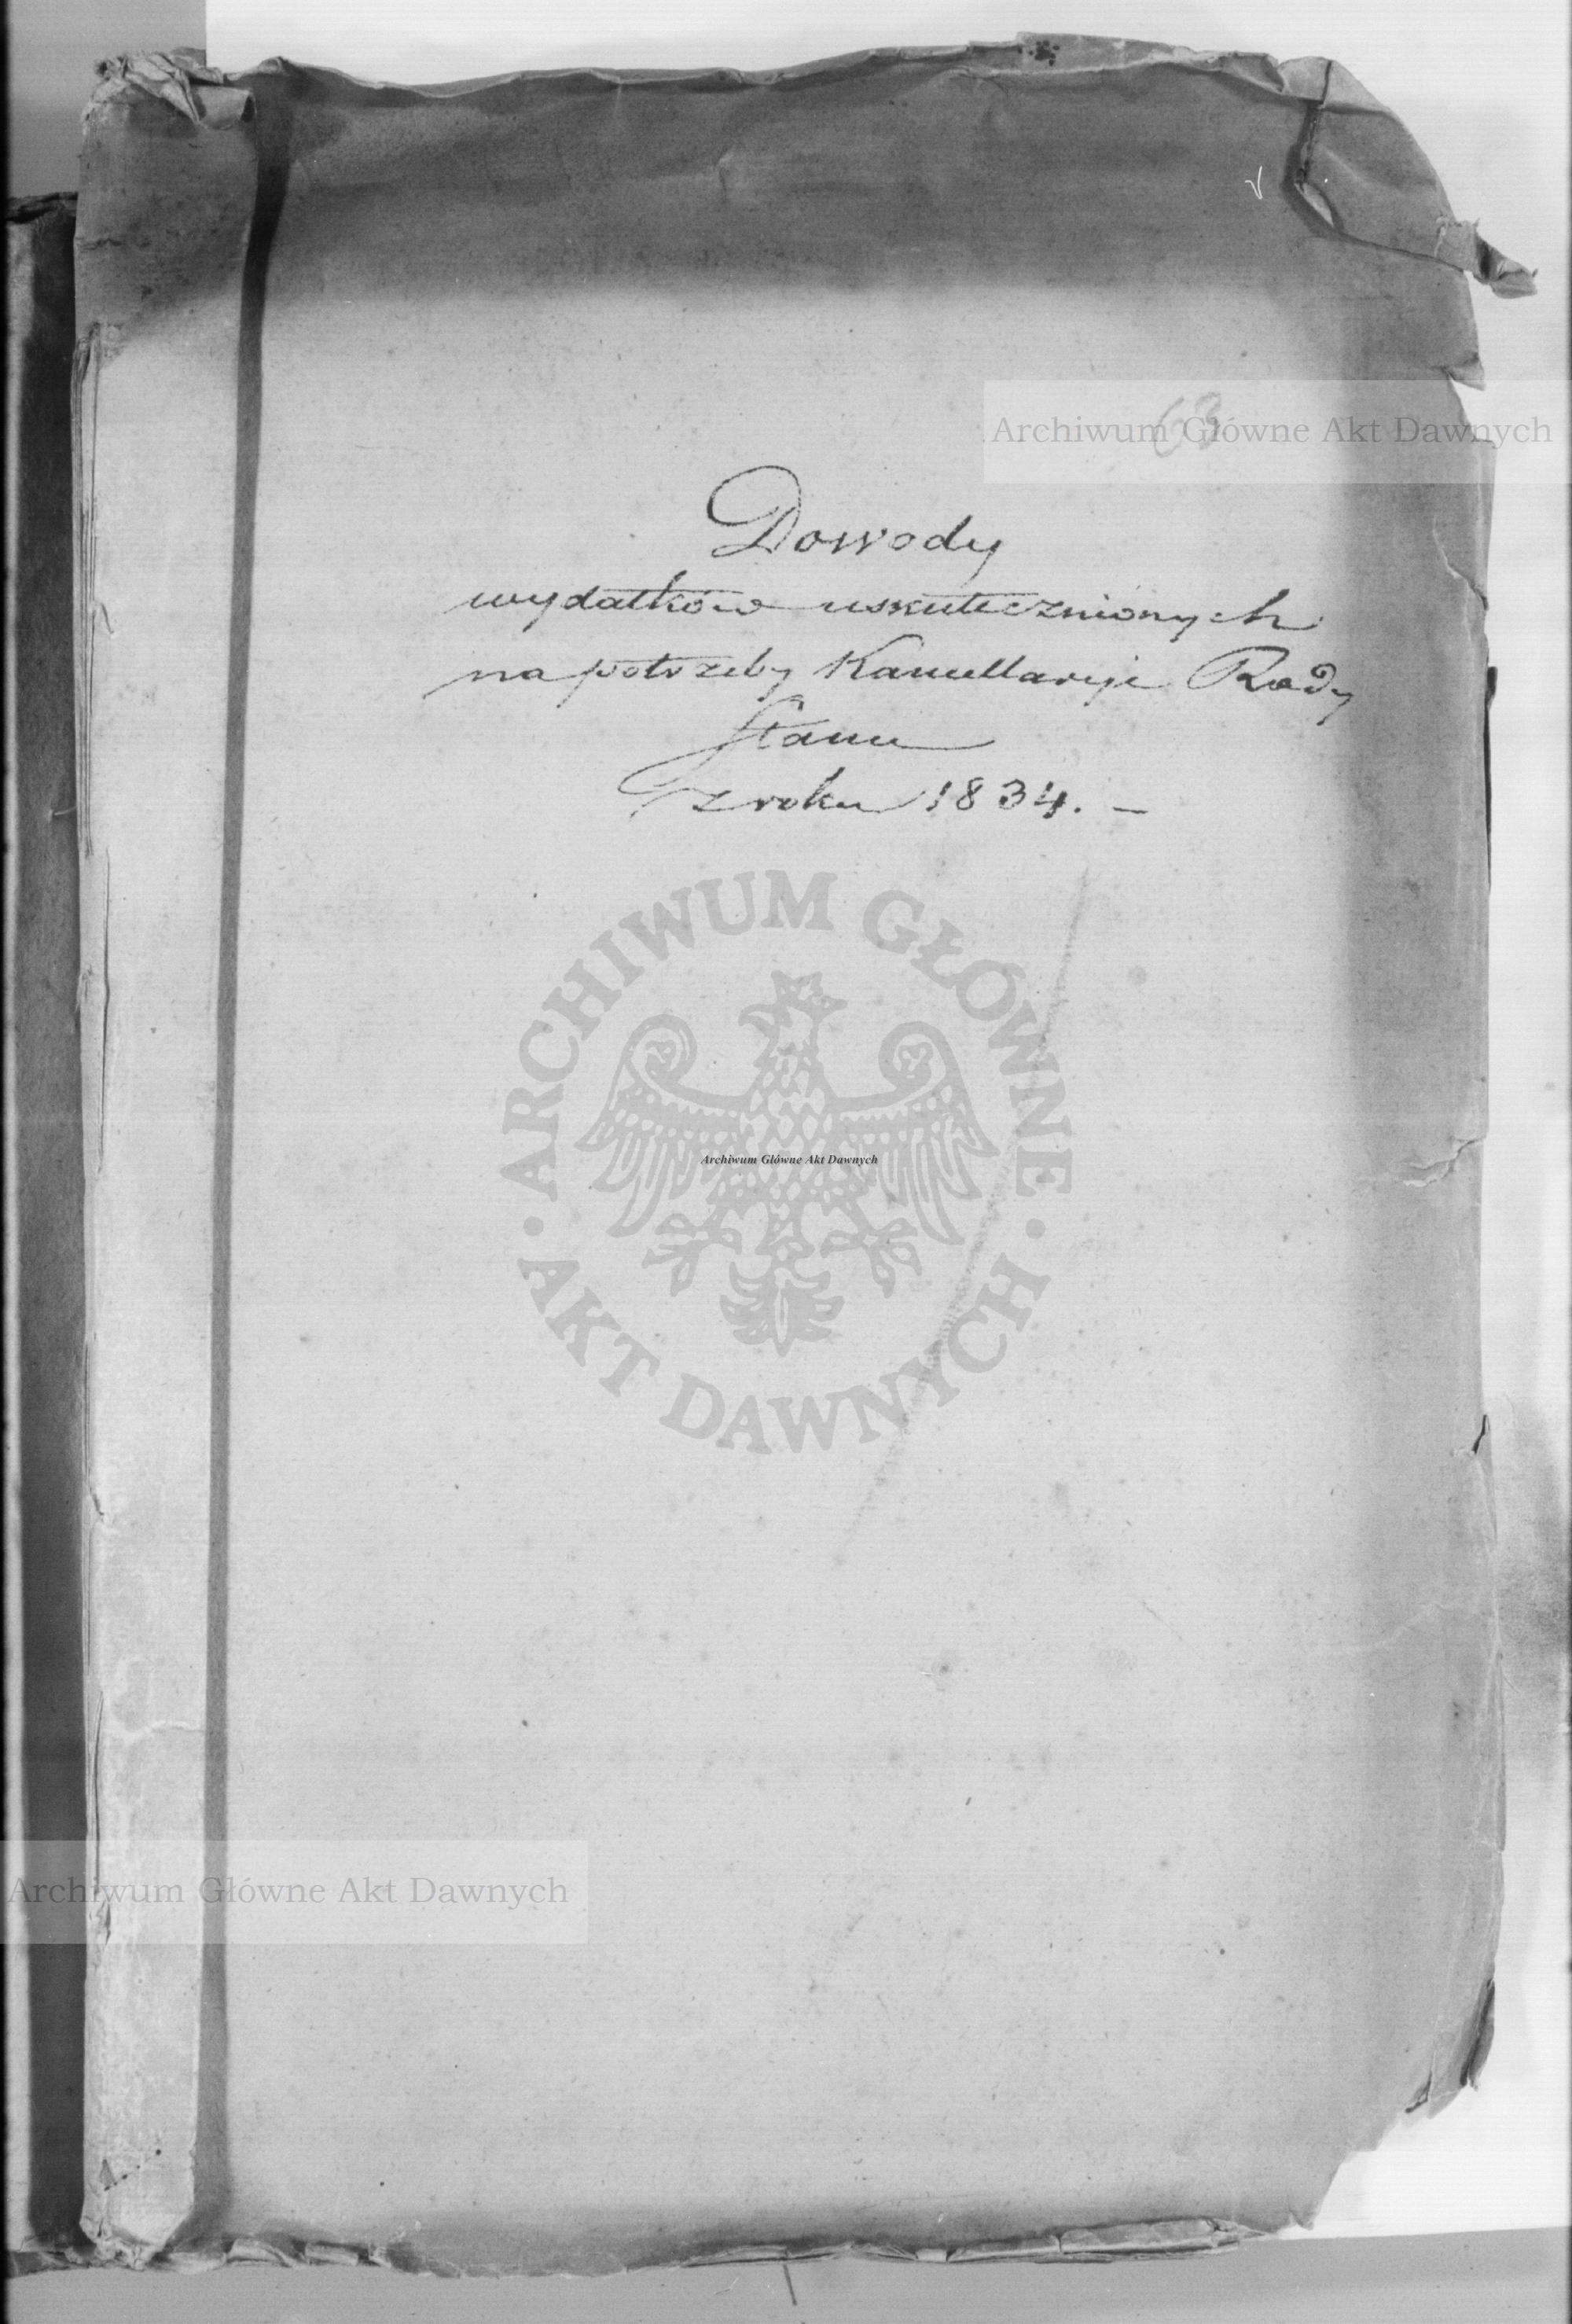 63
Archiwum Główne Akt Dawnych
Dowody
wydatków uskutecznionych
na potrzeby Kancellaryi Rady
Stanu
z roku 1834. —
ARCHIWUM GŁÓWNE
Archiwum Główne Akt Dawnych
AKT DAWNYCH
Archiwum Główne Akt Dawnych